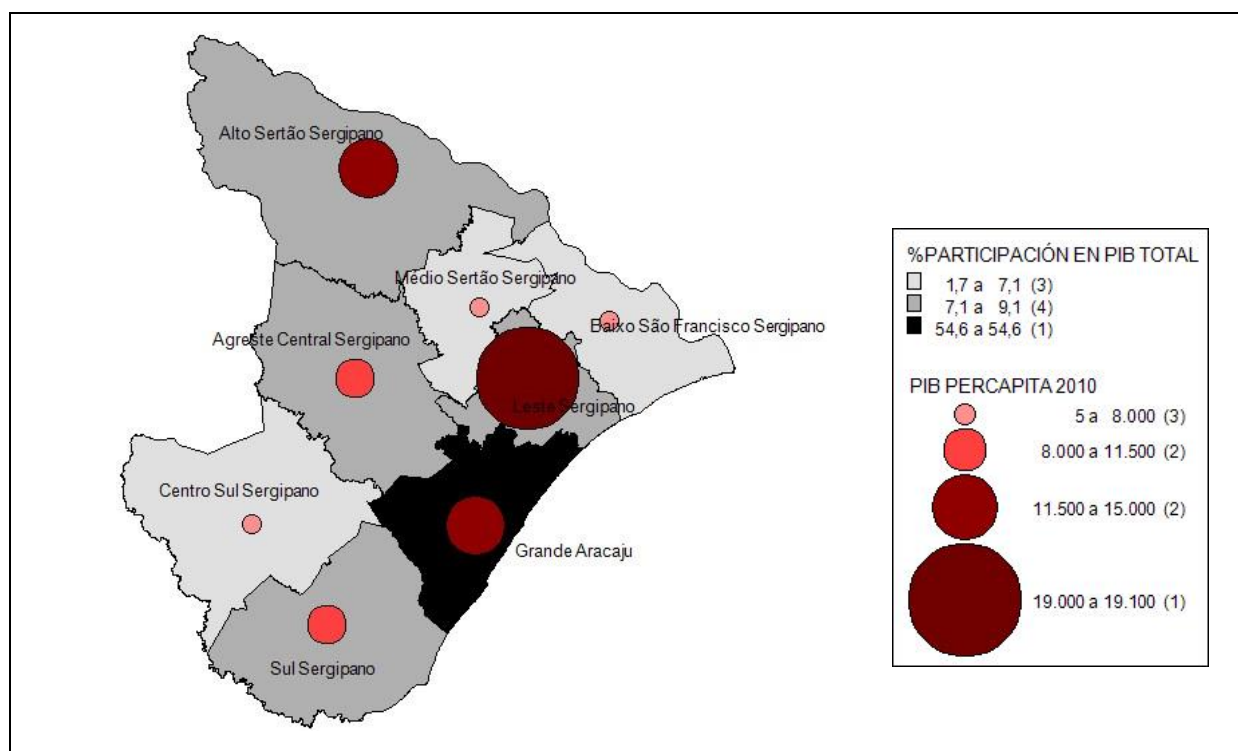 Alto Sertão Sergipano
Médio Sertão Sergipano
Baixo São Francisco Sergipano
Agreste Central Sergipano
Leste Sergipano
Centro Sul Sergipano
Grande Aracaju
Sul Sergipano
%PARTICIPACIÓN EN PIB TOTAL
1,7 a 7,1 (3)
7,1 a 9,1 (4)
54,6 a 54,6 (1)
PIB PERCAPITA 2010
5 a 8.000 (3)
8.000 a 11.500 (2)
11.500 a 15.000 (2)
19.000 a 19.100 (1)